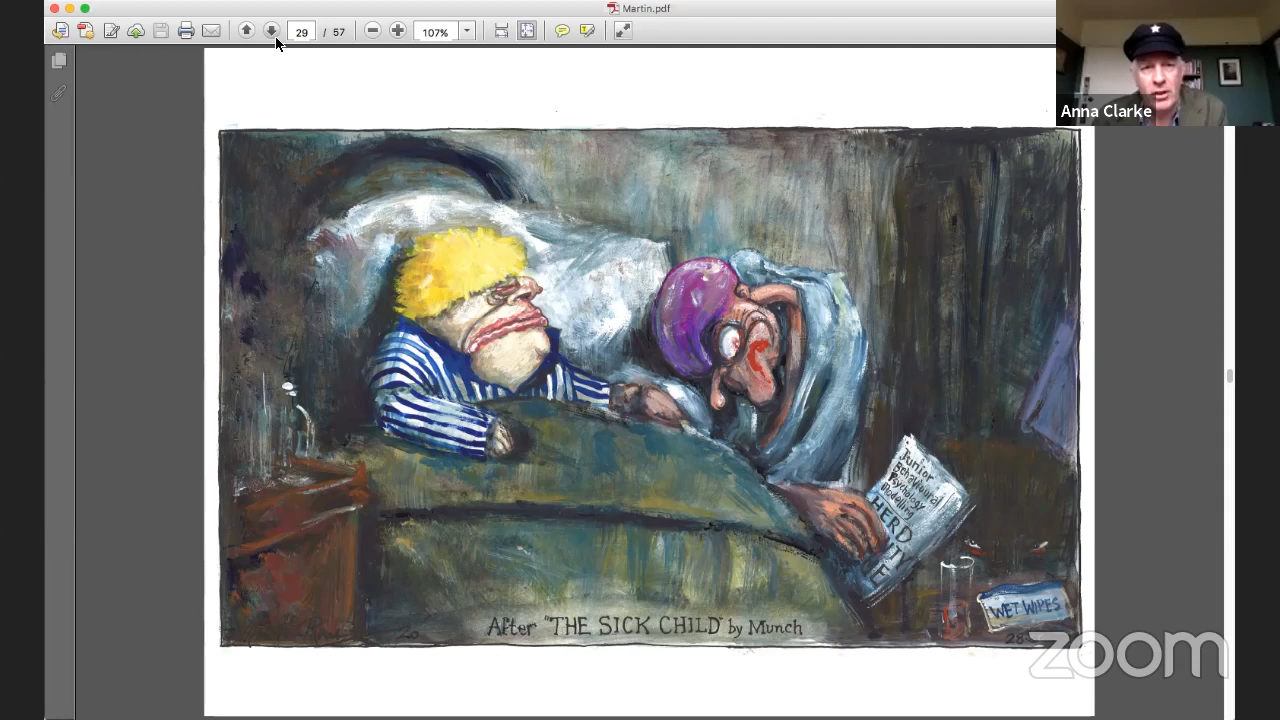 Martin.pdf
29 / 57
107%
Anna Clarke
Junior
Behavioural
Psychology
Modelling
HERD
WET WIPES
After "THE SICK CHILD" by Munch
zoom